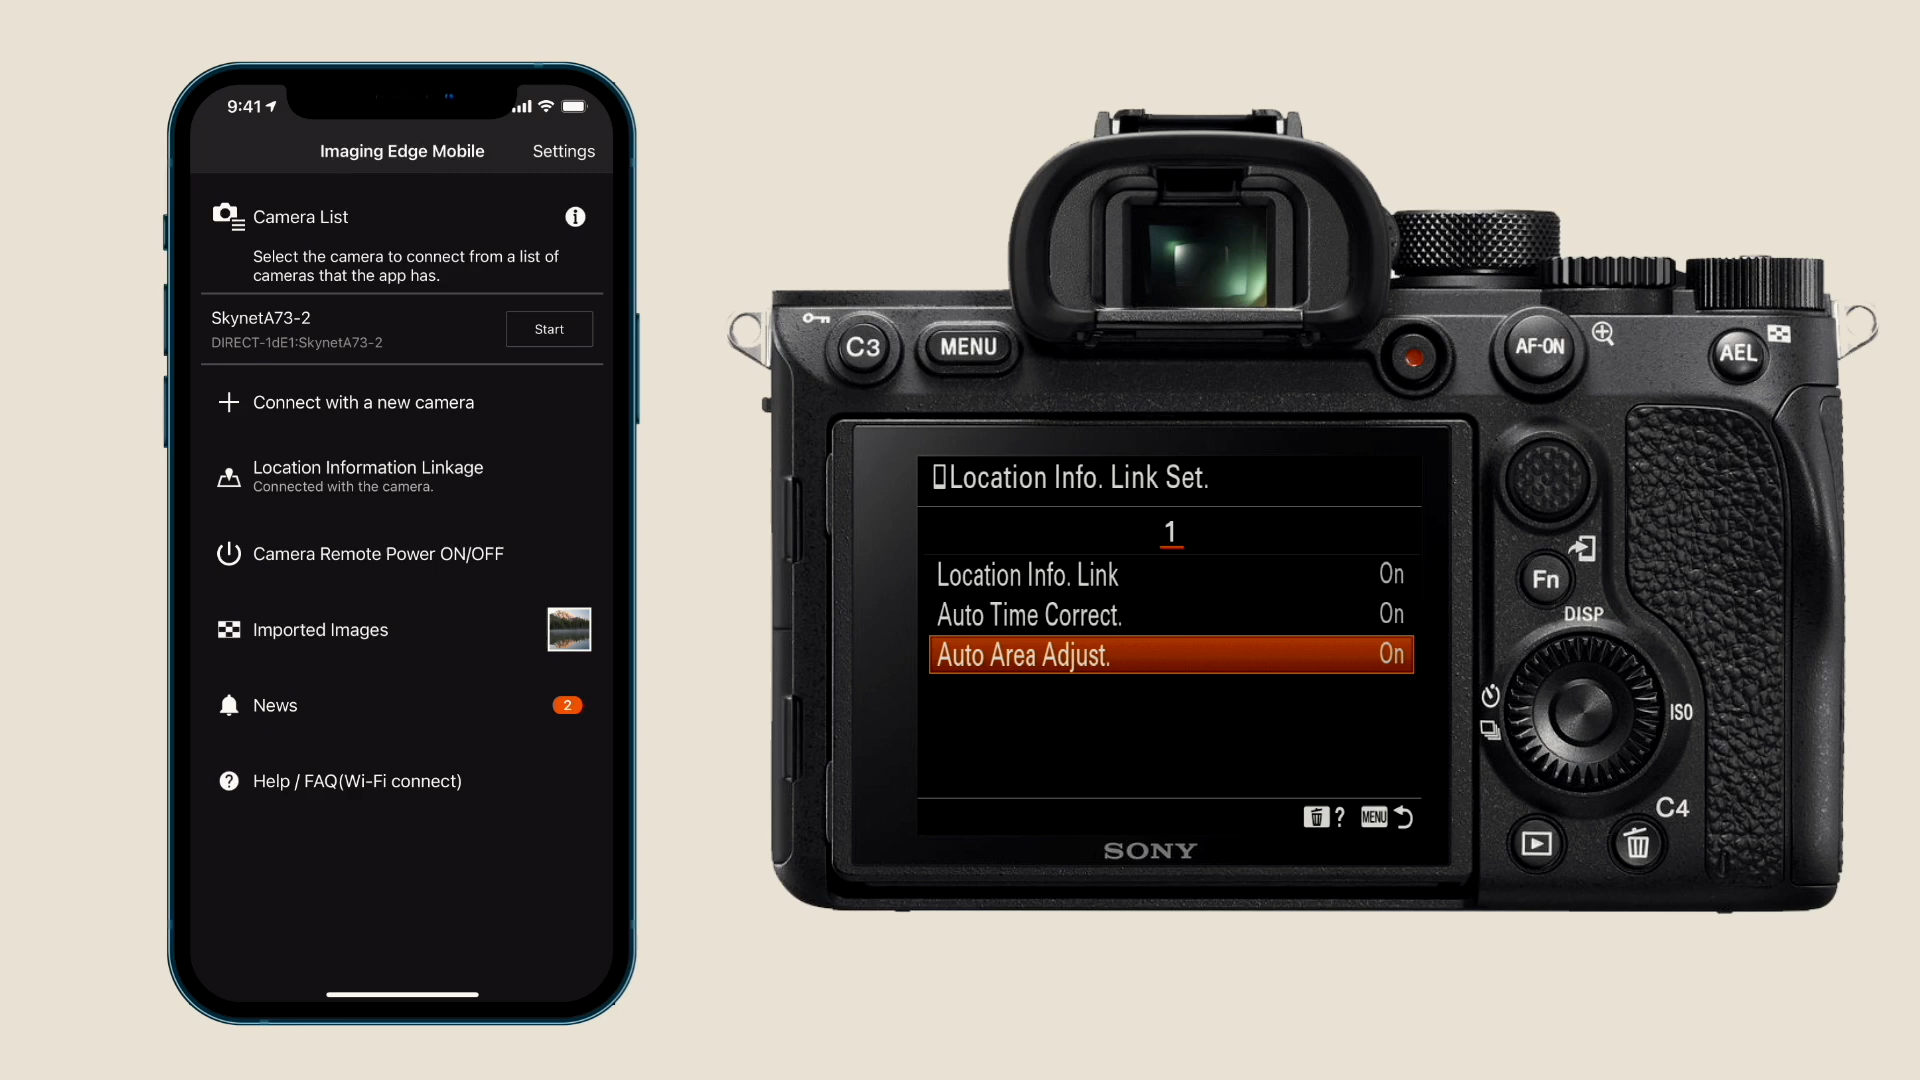 9:41
Imaging Edge Mobile
Settings
Camera List
Select the camera to connect from a list of
cameras that the app has.
SkynetA73-2
DIRECT-1dE1:SkynetA73-2
Start
Connect with a new camera
Location Information Linkage
Connected with the camera.
Camera Remote Power ON/OFF
Imported Images
News
2
Help / FAQ(Wi-Fi connect)
C3
MENU
AF-ON
AEL
Location Info. Link Set.
1
Location Info. Link On
Auto Time Correct. On
Auto Area Adjust. On
? MENU
SONY
Fn
DISP
ISO
C4